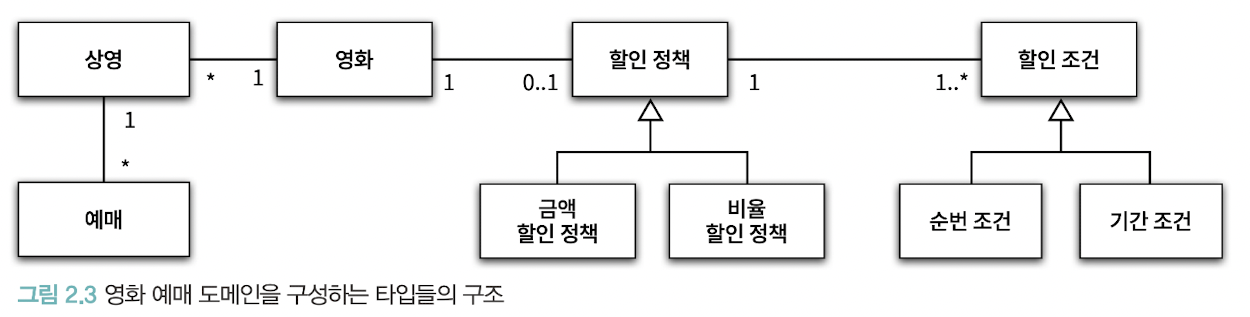 상영
영화
할인 정책
할인 조건
* 1
1 0..1
1 1..*
1
*
예매
금액
할인 정책
비율
할인 정책
순번 조건
기간 조건
그림 2.3 영화 예매 도메인을 구성하는 타입들의 구조